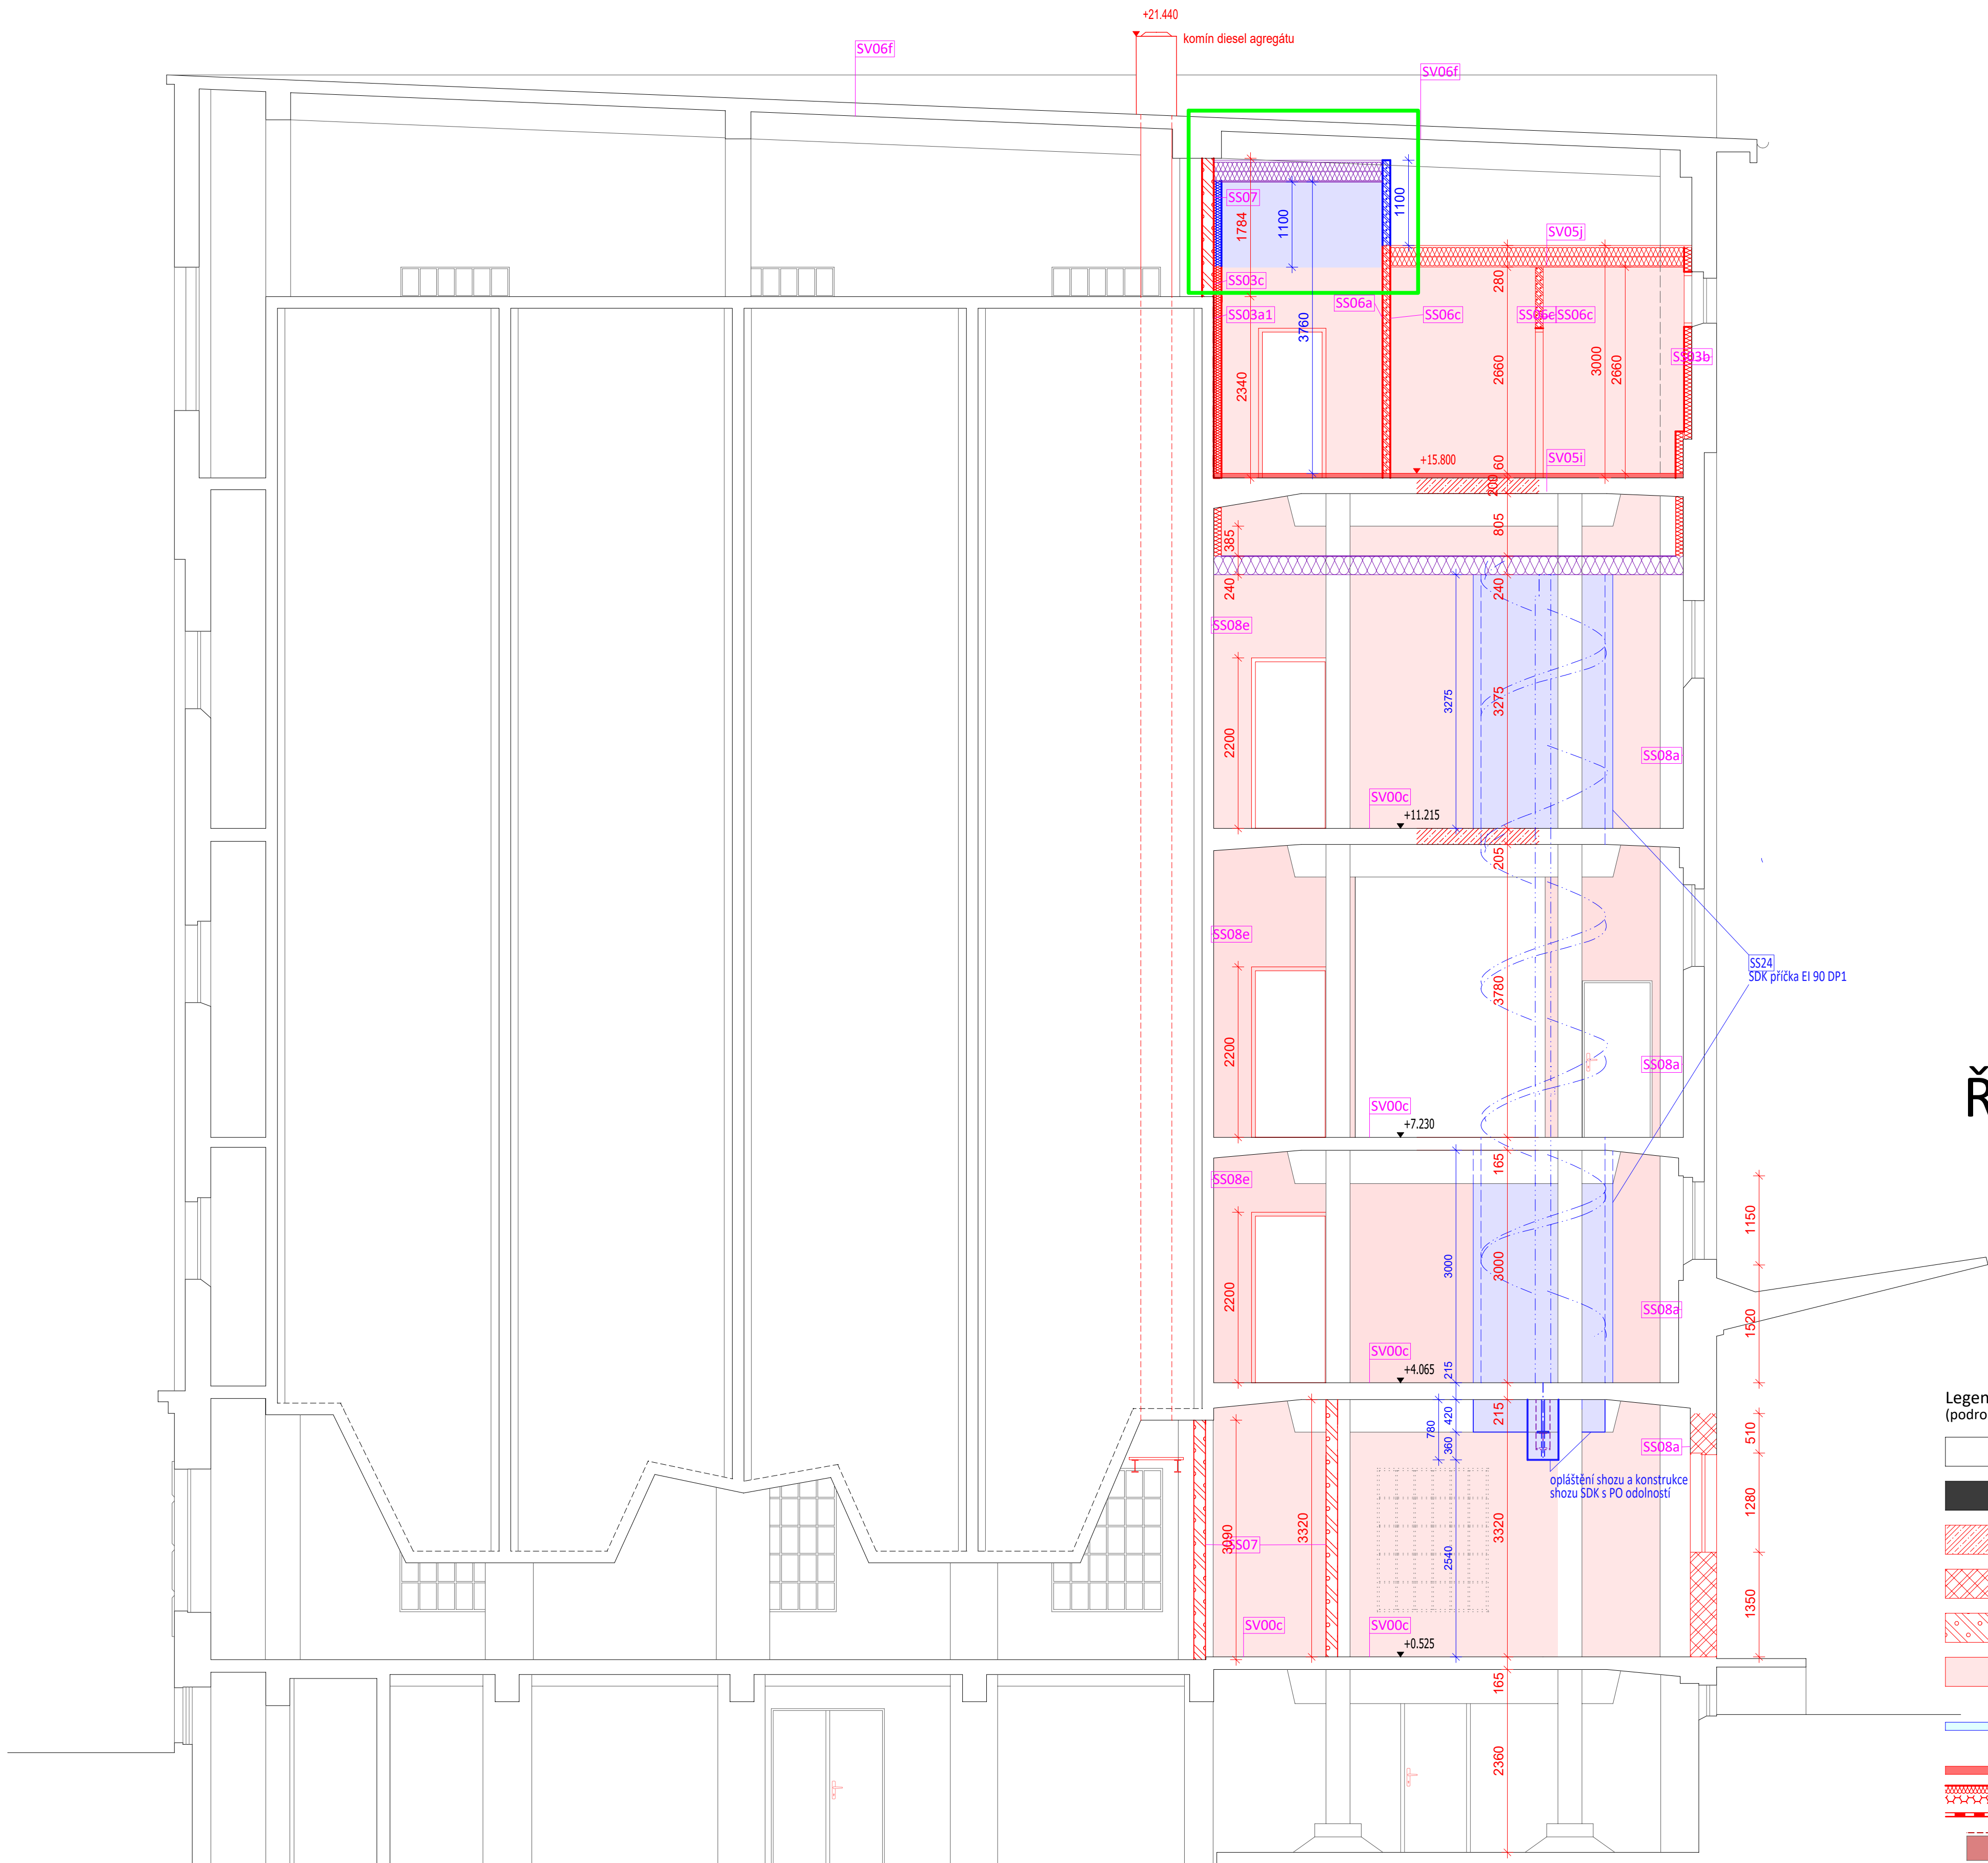 +21.440
komín diesel agregátu
SV06f
SV06f
SS07
1784
1100
1100
SV05j
280
SS03c
SS06a
SS03a1
SS06c
SS06c
SS06c
3760
2340
2660
3000
2660
SS03b
+15.800
60
SV05i
200
805
385
240
240
SS08e
3275
3275
2200
SS08a
SV00c
+11.215
205
SS08e
SS24
SDK příčka EI 90 DP1
3780
2200
SS08a
Ř
SV00c
+7.230
165
SS08e
1150
3000
3000
2200
SS08a
1520
SV00c
+4.065
215
Legen
(podro
215
420
780
360
510
SS08a
opláštění shozu a konstrukce
shozu SDK s PO odolností
1280
3090
3320
3320
SS07
2540
1350
SV00c
SV00c
+0.525
165
2360